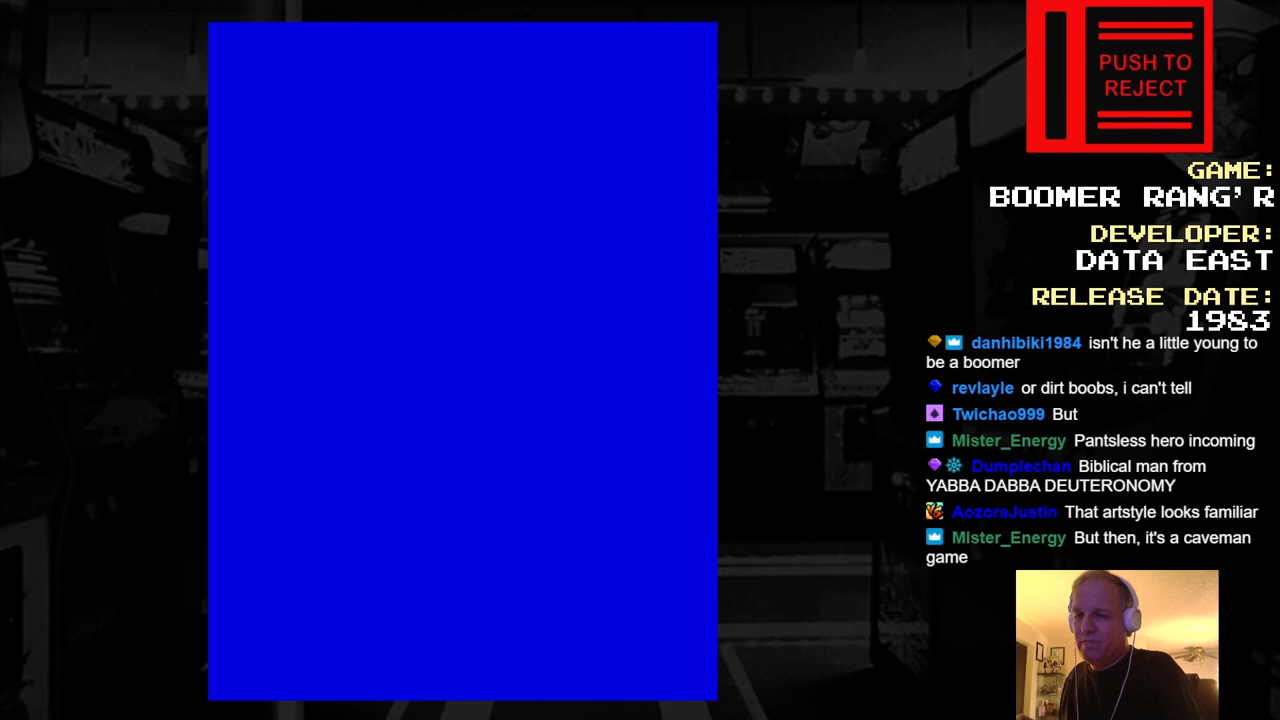 PUSH TO
REJECT
GAME:
BOOMER RANG'R
DEVELOPER:
DATA EAST
RELEASE DATE:
1983
danhibiki1984 isn't he a little young to
be a boomer
revlayle or dirt boobs, i can't tell
Twichao999 But
Mister_Energy Pantsless hero incoming
Dumplechan Biblical man from
YABBA DABBA DEUTERONOMY
AozoraJustin That artstyle looks familiar
Mister_Energy But then, it's a caveman
game